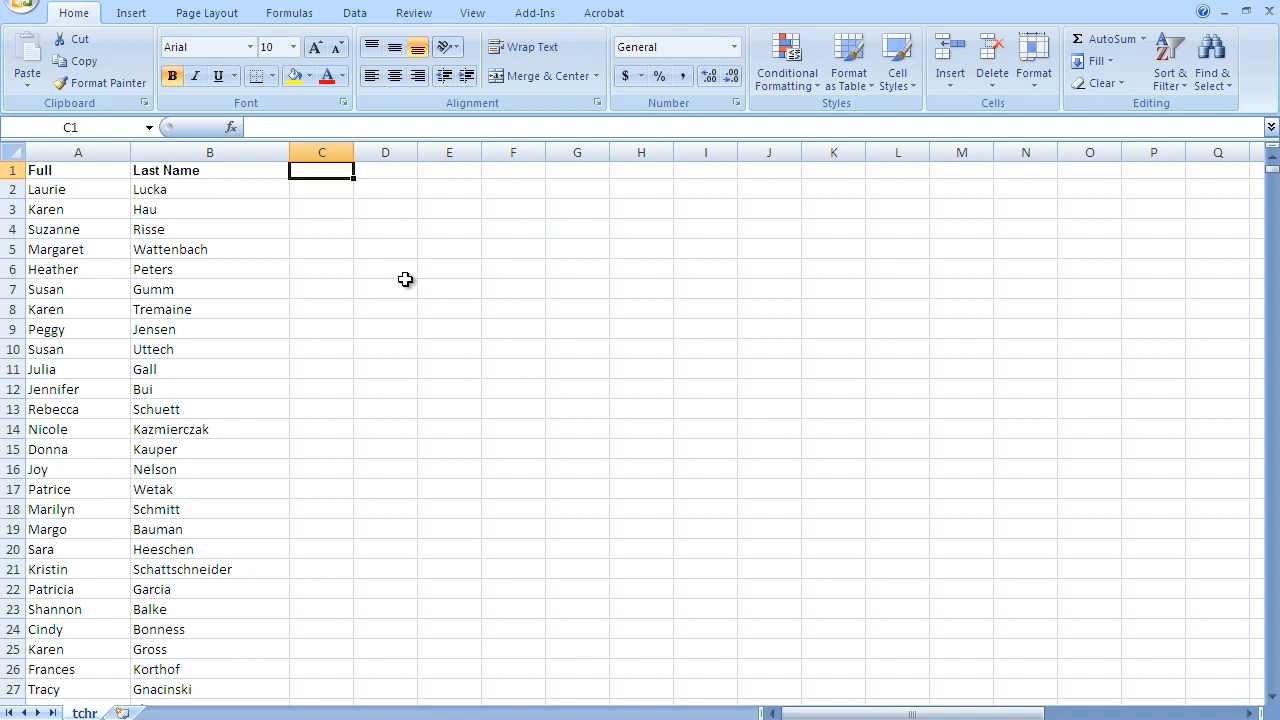 Home Insert Page Layout Formulas Data Review View Add-Ins Acrobat
Paste Cut Copy Format Painter Clipboard
Arial 10 B I U A Font
Wrap Text Merge & Center Alignment
General $ % , .00 Number
Conditional Formatting Format as Table Cell Styles Styles
Insert Delete Format Cells
Σ AutoSum Fill Clear Sort & Filter Find & Select Editing
C1 fx
A B C D E F G H I J K L M N O P Q
1 Full Last Name
2 Laurie Lucka
3 Karen Hau
4 Suzanne Risse
5 Margaret Wattenbach
6 Heather Peters
7 Susan Gumm
8 Karen Tremaine
9 Peggy Jensen
10 Susan Uttech
11 Julia Gall
12 Jennifer Bui
13 Rebecca Schuett
14 Nicole Kazmierczak
15 Donna Kauper
16 Joy Nelson
17 Patrice Wetak
18 Marilyn Schmitt
19 Margo Bauman
20 Sara Heeschen
21 Kristin Schattschneider
22 Patricia Garcia
23 Shannon Balke
24 Cindy Bonness
25 Karen Gross
26 Frances Korthof
27 Tracy Gnacinski
tchr